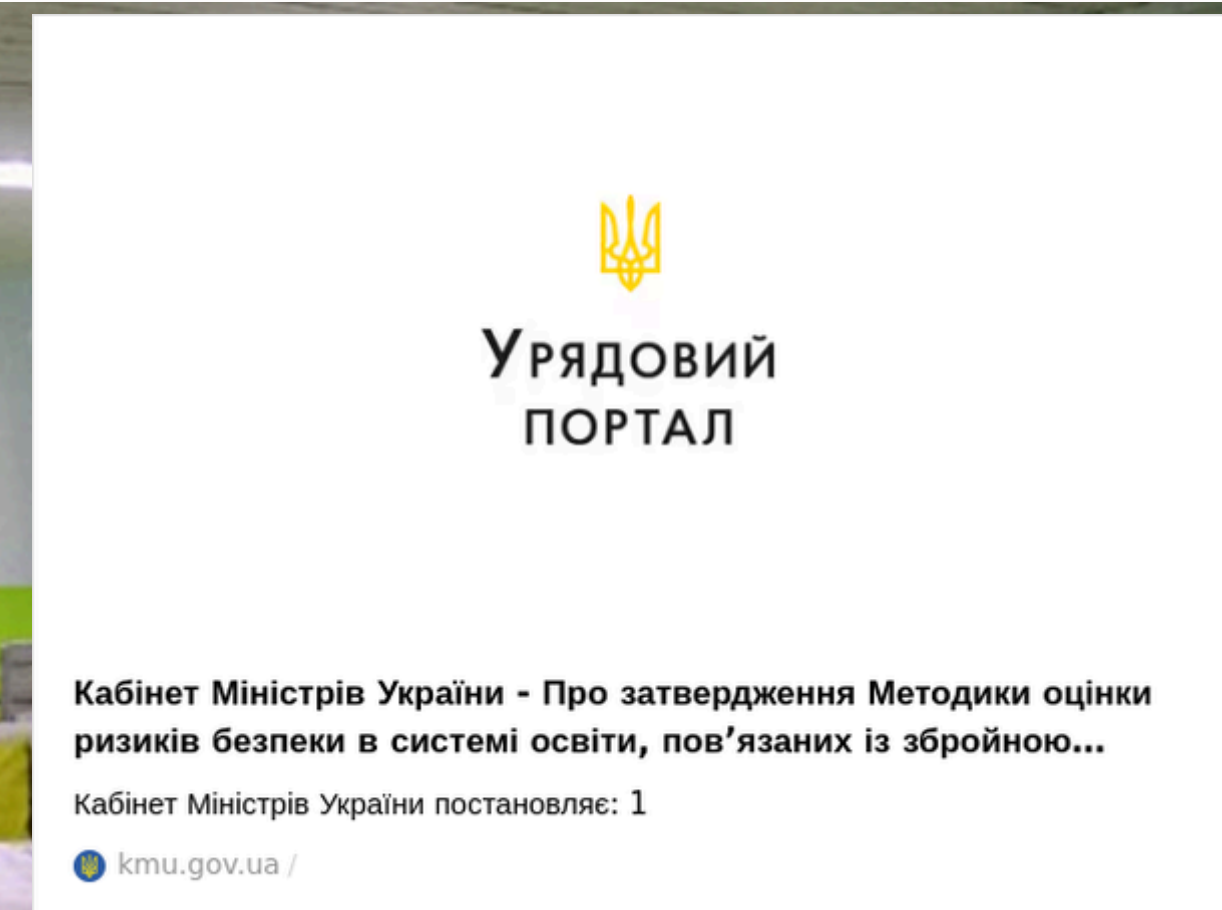 Урядовий
портал
Кабінет Міністрів України - Про затвердження Методики оцінки
ризиків безпеки в системі освіти, пов’язаних із збройною...
Кабінет Міністрів України постановляє: 1
kmu.gov.ua /